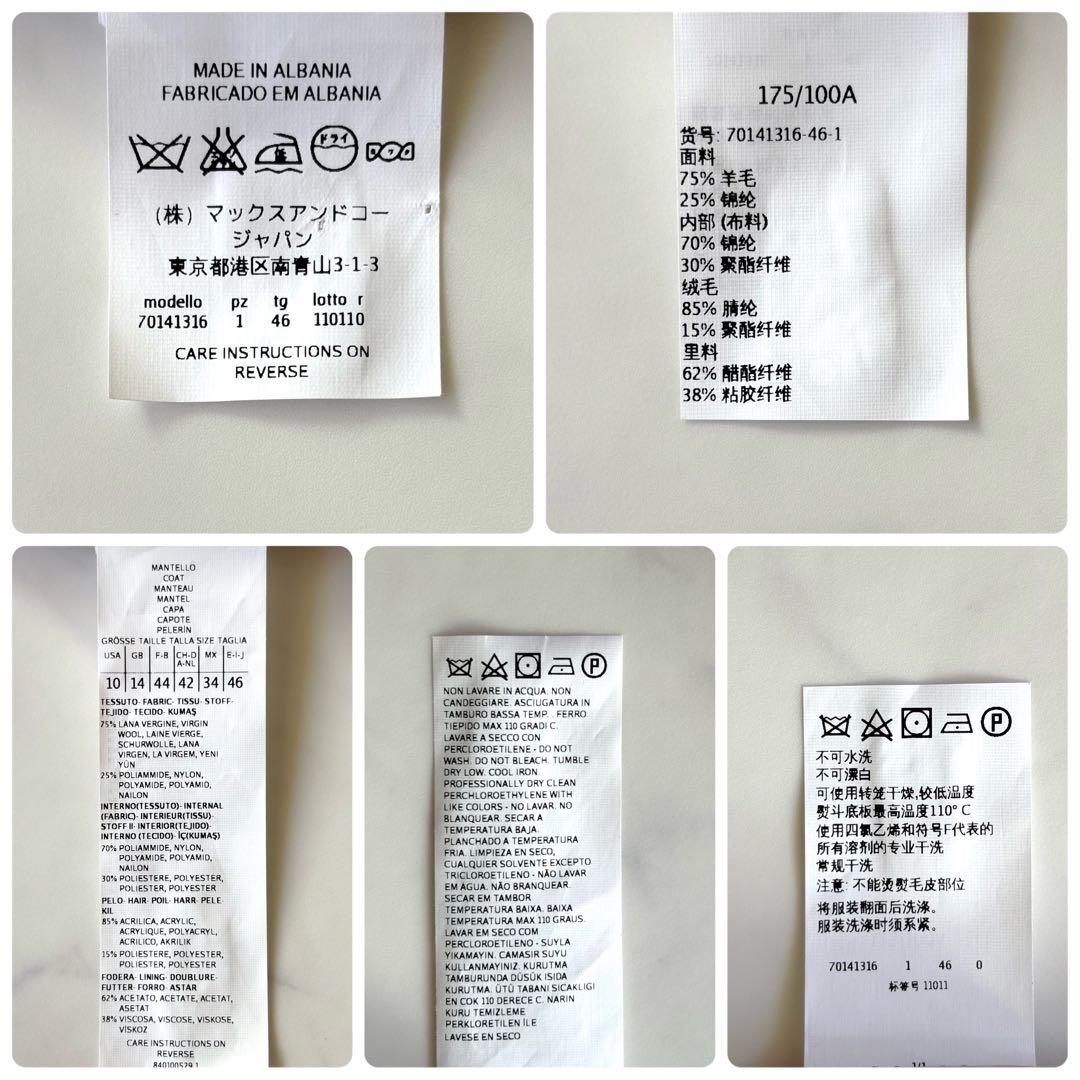 MADE IN ALBANIA
FABRICADO EM ALBANIA
ドライ
(株) マックスアンドコー
ジャパン
東京都港区南青山3-1-3
modello pz tg lotto r
70141316 1 46 110110
CARE INSTRUCTIONS ON
REVERSE
175/100A
货号: 70141316-46-1
面料
75% 羊毛
25% 锦纶
内部 (布料)
70% 锦纶
30% 聚酯纤维
绒毛
85% 腈纶
15% 聚酯纤维
里料
62% 醋酯纤维
38% 粘胶纤维
MANTELLO
COAT
MANTEAU
MANTEL
CAPA
CAPOTE
PELERİN
GRÖSSE TAILLE TALLA SIZE TAGLIA
USA GB F-B CH-D A-NL MX E-I-J
10 14 44 42 34 46
TESSUTO- FABRIC- TISSU- STOFF-
TEJIDO- TECIDO- KUMAŞ
75% LANA VERGINE, VIRGIN
WOOL, LAINE VIERGE,
SCHURWOLLE, LANA
VIRGEN, LA VIRGEM, YENI
YÜN
25% POLIAMMIDE, NYLON,
POLYAMIDE, POLYAMID,
NAILON
INTERNO(TESSUTO)- INTERNAL
(FABRIC)- INTERIEUR(TISSU)-
STOFF II- INTERIOR(TEJIDO)-
INTERNO (TECIDO)- İÇ(KUMAŞ)
70% POLIAMMIDE, NYLON,
POLYAMIDE, POLYAMID,
NAILON
30% POLIESTERE, POLYESTER,
POLIESTER, POLYESTER
PELO- HAIR- POIL- HARR- PELE-
KIL
85% ACRILICA, ACRYLIC,
ACRYLIQUE, POLYACRYL,
ACRILICO, AKRILIK
15% POLIESTERE, POLYESTER,
POLIESTER, POLYESTER
FODERA- LINING- DOUBLURE-
FUTTER- FORRO- ASTAR
62% ACETATO, ACETATE, ACETAT,
ASETAT
38% VISCOSA, VISCOSE, VISKOSE,
VİSKOZ
CARE INSTRUCTIONS ON
REVERSE
840100529 1
P
NON LAVARE IN ACQUA. NON
CANDEGGIARE. ASCIUGATURA IN
TAMBURO BASSA TEMP. . FERRO
TIEPIDO MAX 110 GRADI C.
LAVARE A SECCO CON
PERCLOROETILENE - DO NOT
WASH. DO NOT BLEACH. TUMBLE
DRY LOW. COOL IRON.
PROFESSIONALLY DRY CLEAN
PERCHLOROETHYLENE WITH
LIKE COLORS - NO LAVAR. NO
BLANQUEAR. SECAR A
TEMPERATURA BAJA.
PLANCHADO A TEMPERATURA
FRIA. LIMPIEZA EN SECO,
CUALQUIER SOLVENTE EXCEPTO
TRICLOROETILENO - NÃO LAVAR
EM ÁGUA. NÃO BRANQUEAR.
SECAR EM TAMBOR
TEMPERATURA BAIXA. BAIXA
TEMPERATURA MAX 110 GRAUS.
LAVAR EM SECO COM
PERCLOROETILENO - SUYLA
YIKAMAYIN. CAMASIR SUYU
KULLANMAYINIZ. KURUTMA
TAMBURUNDA DÜSÜK ISIDA
KURUTMA. ÜTÜ TABANI SICAKLIGI
EN COK 110 DERECE C. NARIN
KURU TEMIZLEME
PERKLORETILEN İLE
LAVESE EN SECO
P
不可水洗
不可漂白
可使用转笼干燥,较低温度
熨斗底板最高温度110° C
使用四氯乙烯和符号F代表的
所有溶剂的专业干洗
常规干洗
注意: 不能烫熨毛皮部位
将服装翻面后洗涤。
服装洗涤时须系紧。
70141316 1 46 0
标签号 11011
1/1